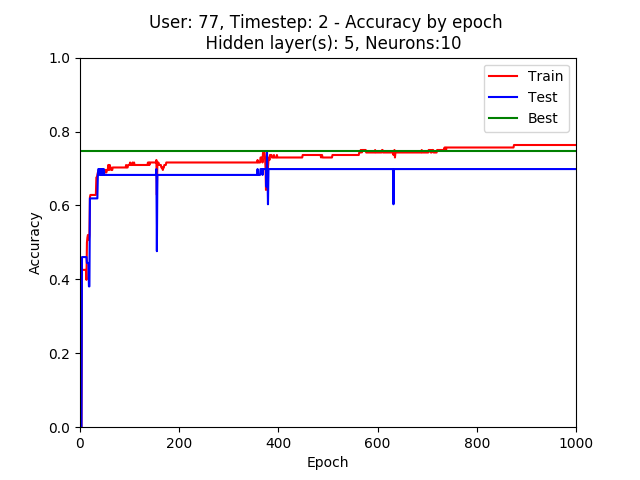 User: 77, Timestep: 2 - Accuracy by epoch
Hidden layer(s): 5, Neurons:10
1.0
0.8
0.6
0.4
0.2
0.0
Accuracy
Train
Test
Best
0 200 400 600 800 1000
Epoch